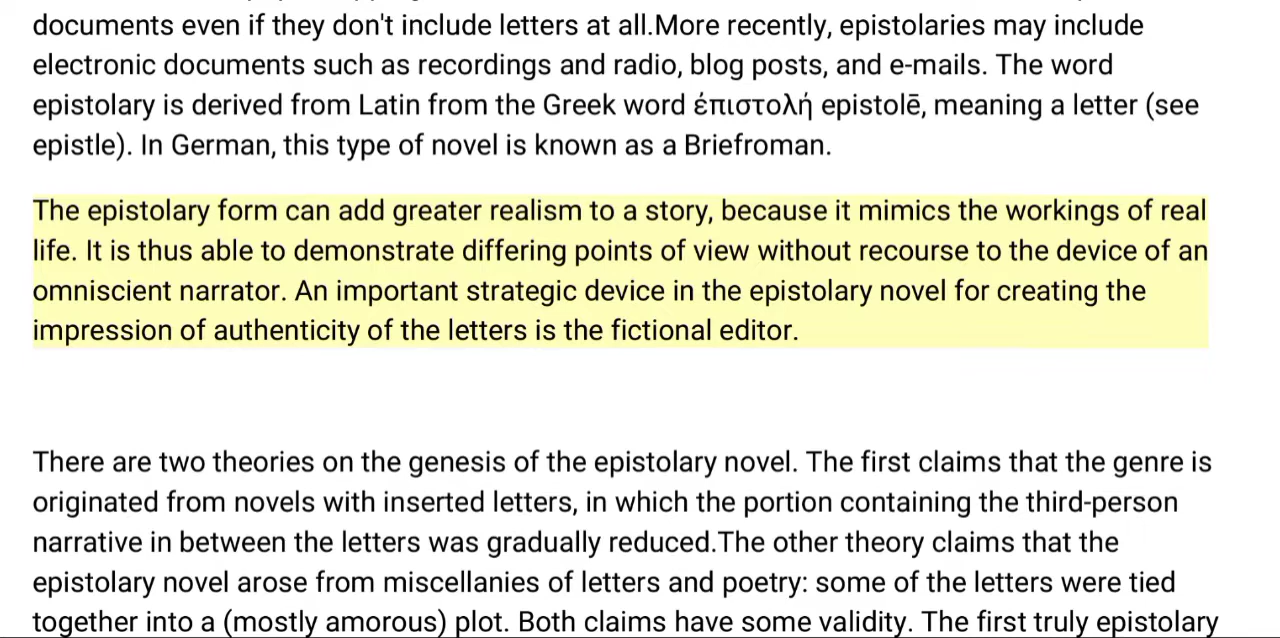 documents even if they don't include letters at all.More recently, epistolaries may include
electronic documents such as recordings and radio, blog posts, and e-mails. The word
epistolary is derived from Latin from the Greek word ἐπιστολή epistolē, meaning a letter (see
epistle). In German, this type of novel is known as a Briefroman.
The epistolary form can add greater realism to a story, because it mimics the workings of real
life. It is thus able to demonstrate differing points of view without recourse to the device of an
omniscient narrator. An important strategic device in the epistolary novel for creating the
impression of authenticity of the letters is the fictional editor.
There are two theories on the genesis of the epistolary novel. The first claims that the genre is
originated from novels with inserted letters, in which the portion containing the third-person
narrative in between the letters was gradually reduced.The other theory claims that the
epistolary novel arose from miscellanies of letters and poetry: some of the letters were tied
together into a (mostly amorous) plot. Both claims have some validity. The first truly epistolary